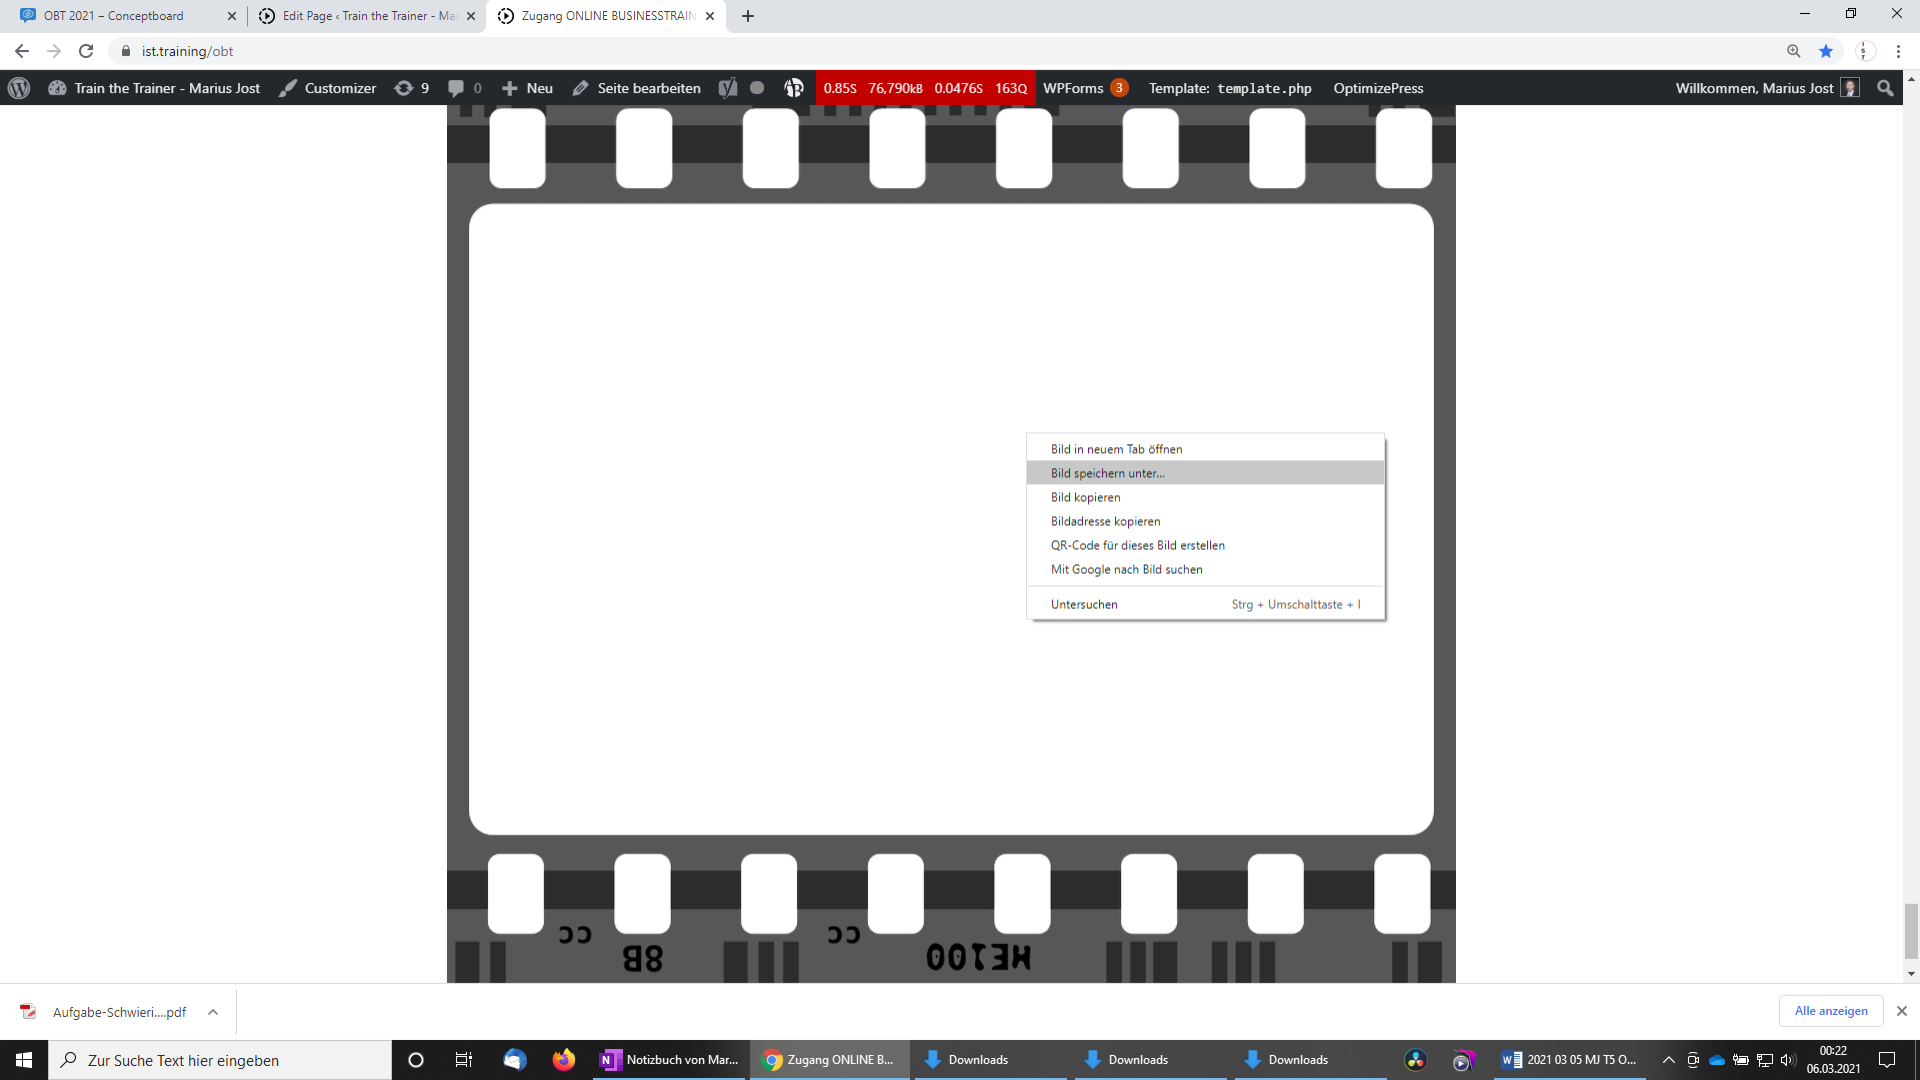 OBT 2021 – Conceptboard
Edit Page ‹ Train the Trainer - Ma
Zugang ONLINE BUSINESSTRAIN
ist.training/obt
Train the Trainer - Marius Jost
Customizer
9
0
Neu
Seite bearbeiten
0.85S 76,790kB 0.0476S 163Q
WPForms 3
Template: template.php
OptimizePress
Willkommen, Marius Jost
Bild in neuem Tab öffnen
Bild speichern unter...
Bild kopieren
Bildadresse kopieren
QR-Code für dieses Bild erstellen
Mit Google nach Bild suchen
Untersuchen Strg + Umschalttaste + I
CC
CC
8B
ME100
Aufgabe-Schwieri....pdf
Alle anzeigen
Zur Suche Text hier eingeben
Notizbuch von Mar...
Zugang ONLINE B...
Downloads
Downloads
Downloads
2021 03 05 MJ T5 O...
00:22
06.03.2021